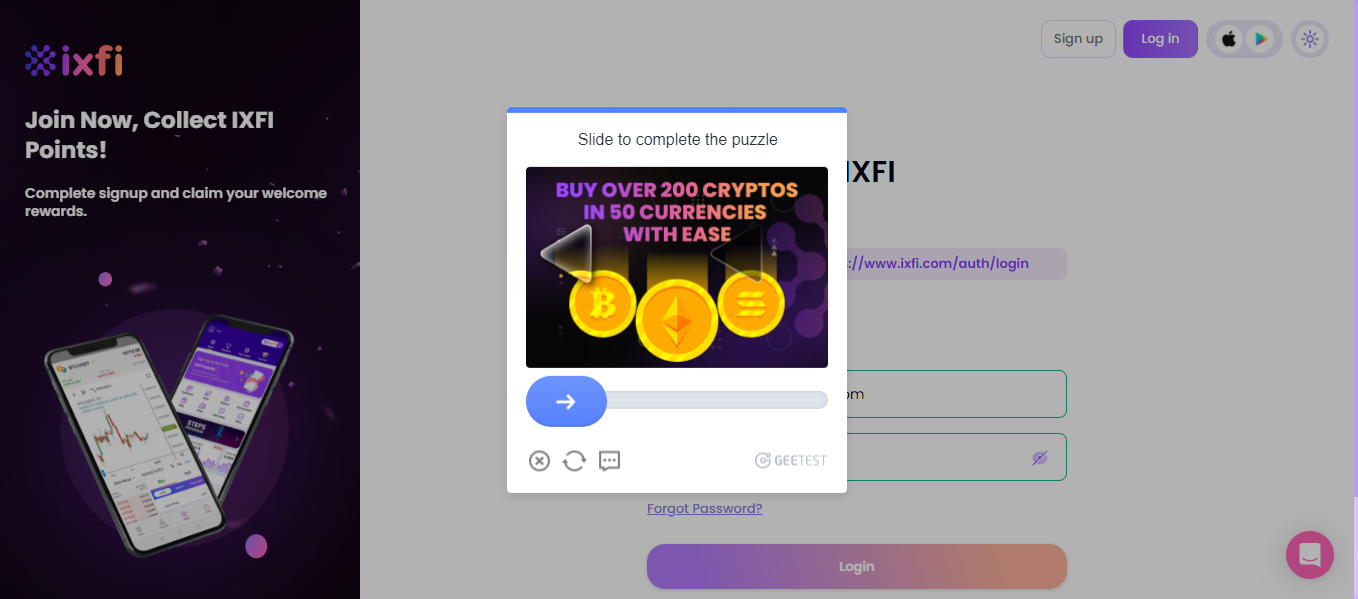 ixfi
Join Now, Collect IXFI
Points!
Complete signup and claim your welcome
rewards.
STEPS
Sign up
Log in
IXFI
://www.ixfi.com/auth/login
Slide to complete the puzzle
BUY OVER 200 CRYPTOS
IN 50 CURRENCIES
WITH EASE
GEETEST
om
Forgot Password?
Login